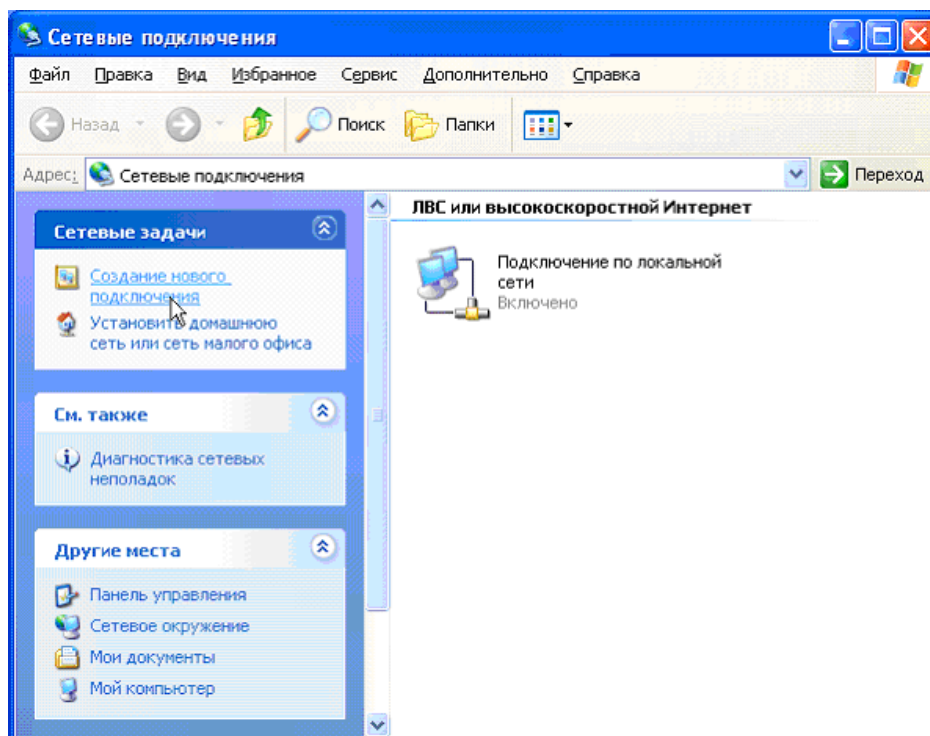 Сетевые подключения
Файл Правка Вид Избранное Сервис Дополнительно Справка
Назад Поиск Папки
Адрес: Сетевые подключения Переход
Сетевые задачи
Создание нового
подключения
Установить домашнюю
сеть или сеть малого офиса
См. также
Диагностика сетевых
неполадок
Другие места
Панель управления
Сетевое окружение
Мои документы
Мой компьютер
ЛВС или высокоскоростной Интернет
Подключение по локальной
сети
Включено